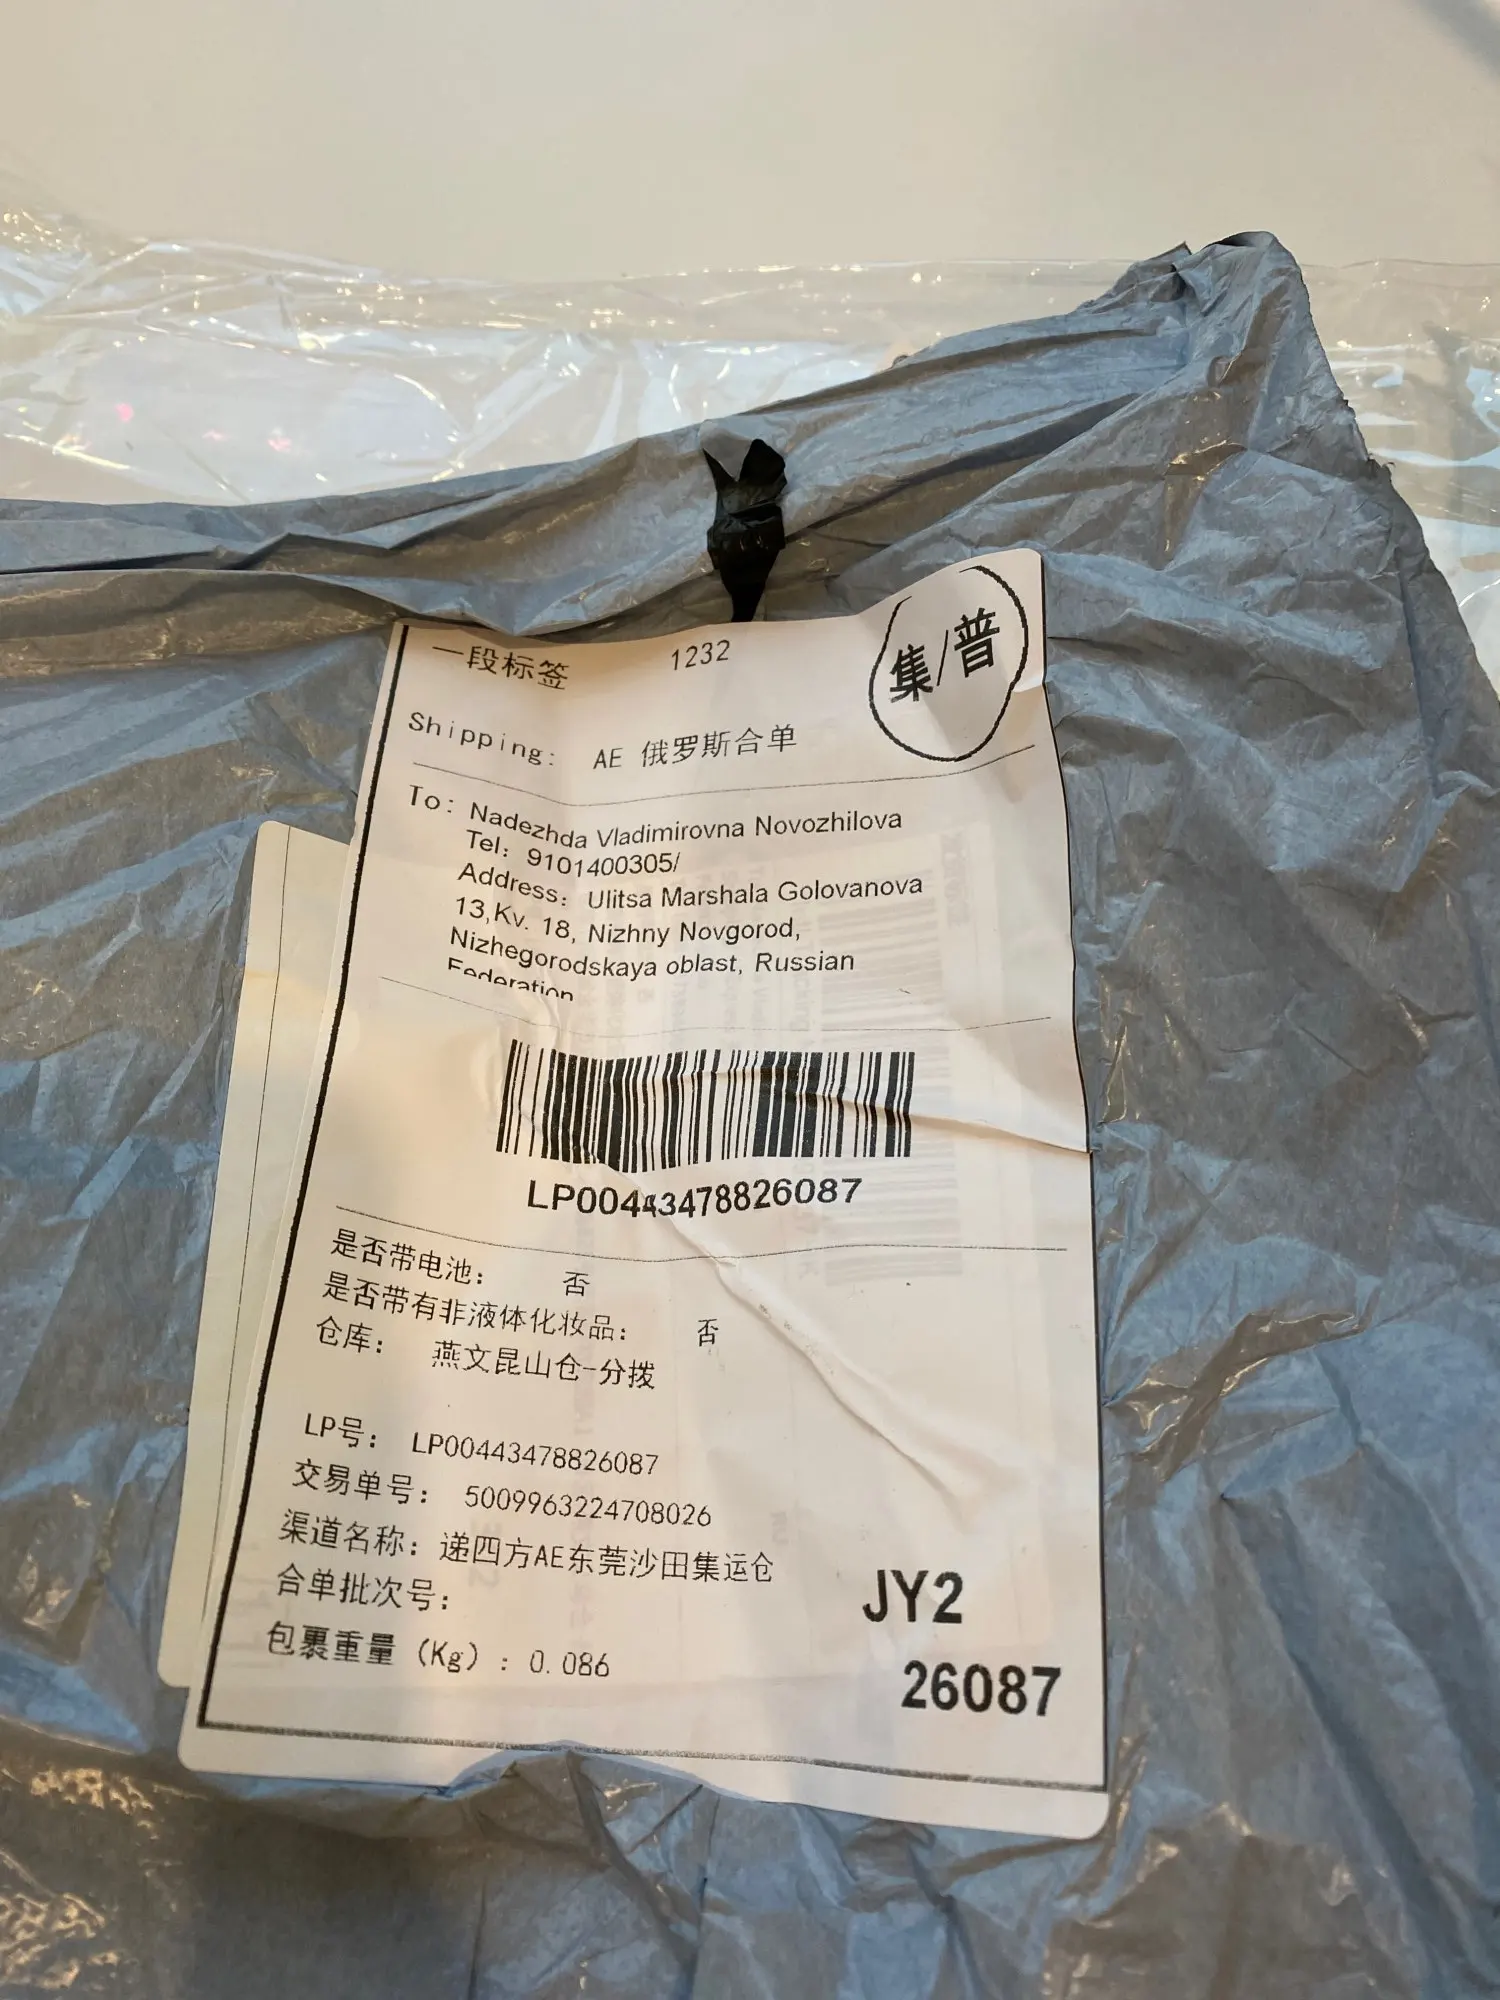 一段标签 1232 集/普
Shipping: AE 俄罗斯合单
To: Nadezhda Vladimirovna Novozhilova
Tel: 9101400305/
Address: Ulitsa Marshala Golovanova
13,Kv. 18, Nizhny Novgorod,
Nizhegorodskaya oblast, Russian
Federation
LP00443478826087
是否带电池: 否
是否带有非液体化妆品: 否
仓库: 燕文昆山仓-分拨
LP号: LP00443478826087
交易单号: 5009963224708026
渠道名称: 递四方AE东莞沙田集运仓
合单批次号:
包裹重量 (Kg) : 0.086
JY2
26087